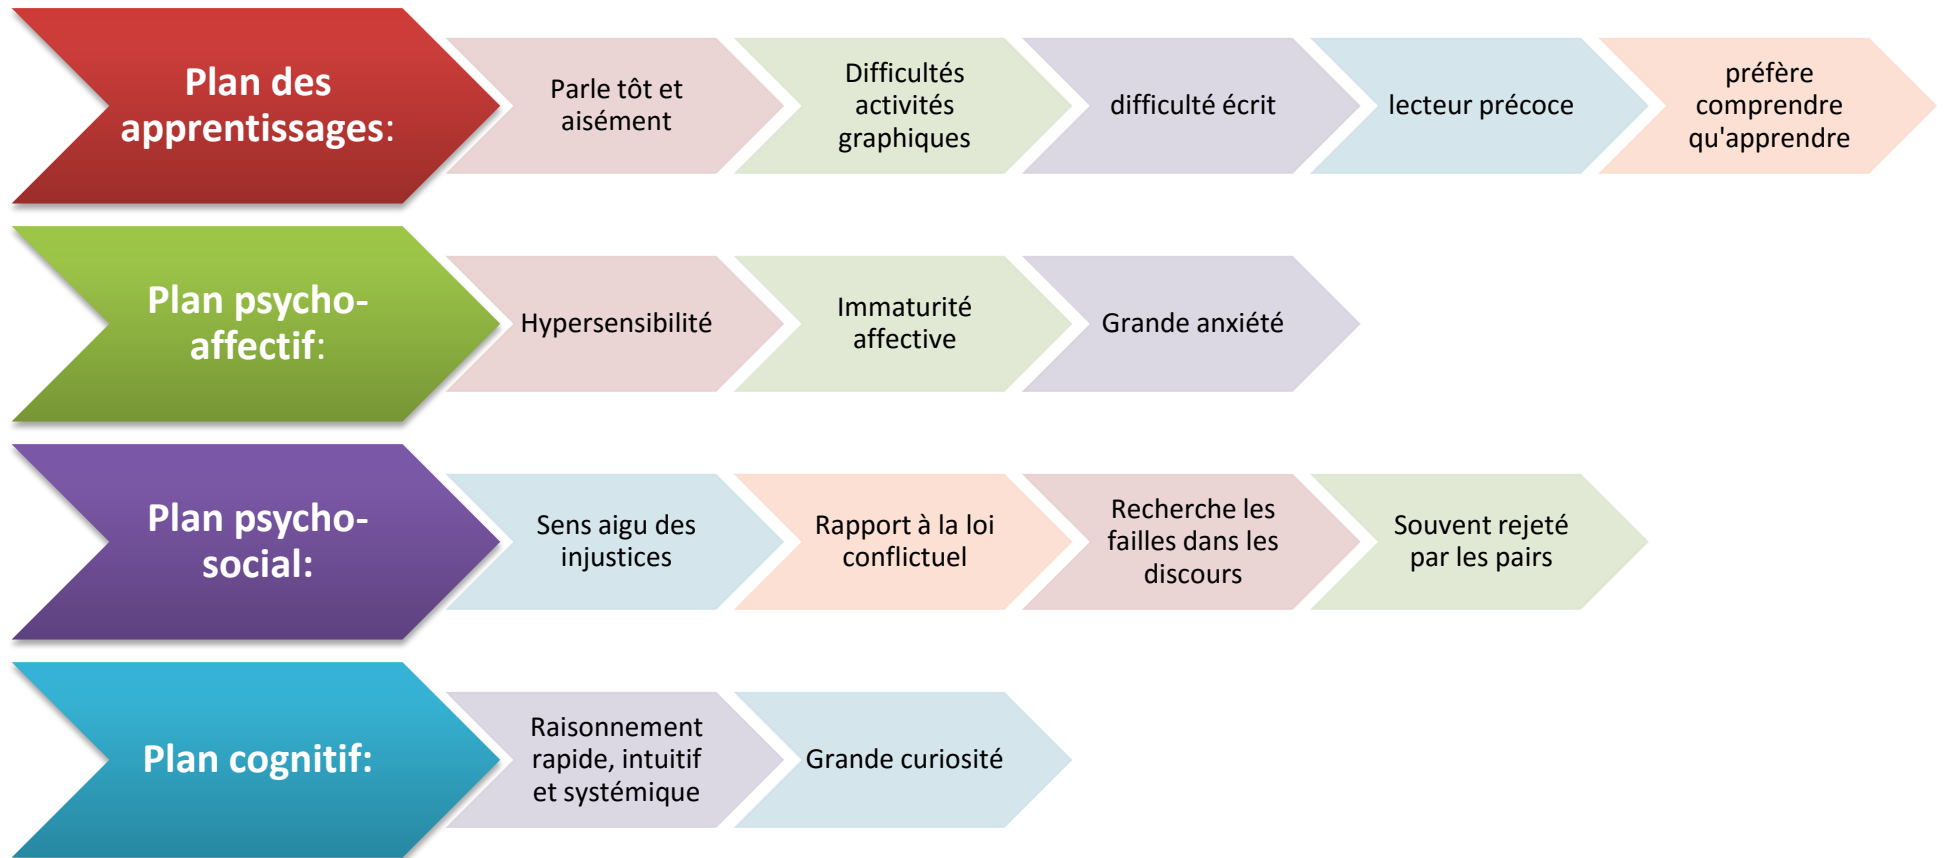 Plan des
apprentissages:
Parle tôt et
aisément
Difficultés
activités
graphiques
difficulté écrit
lecteur précoce
préfère
comprendre
qu'apprendre
Plan psycho-
affectif:
Hypersensibilité
Immaturité
affective
Grande anxiété
Plan psycho-
social:
Sens aigu des
injustices
Rapport à la loi
conflictuel
Recherche les
failles dans les
discours
Souvent rejeté
par les pairs
Plan cognitif:
Raisonnement
rapide, intuitif
et systémique
Grande curiosité